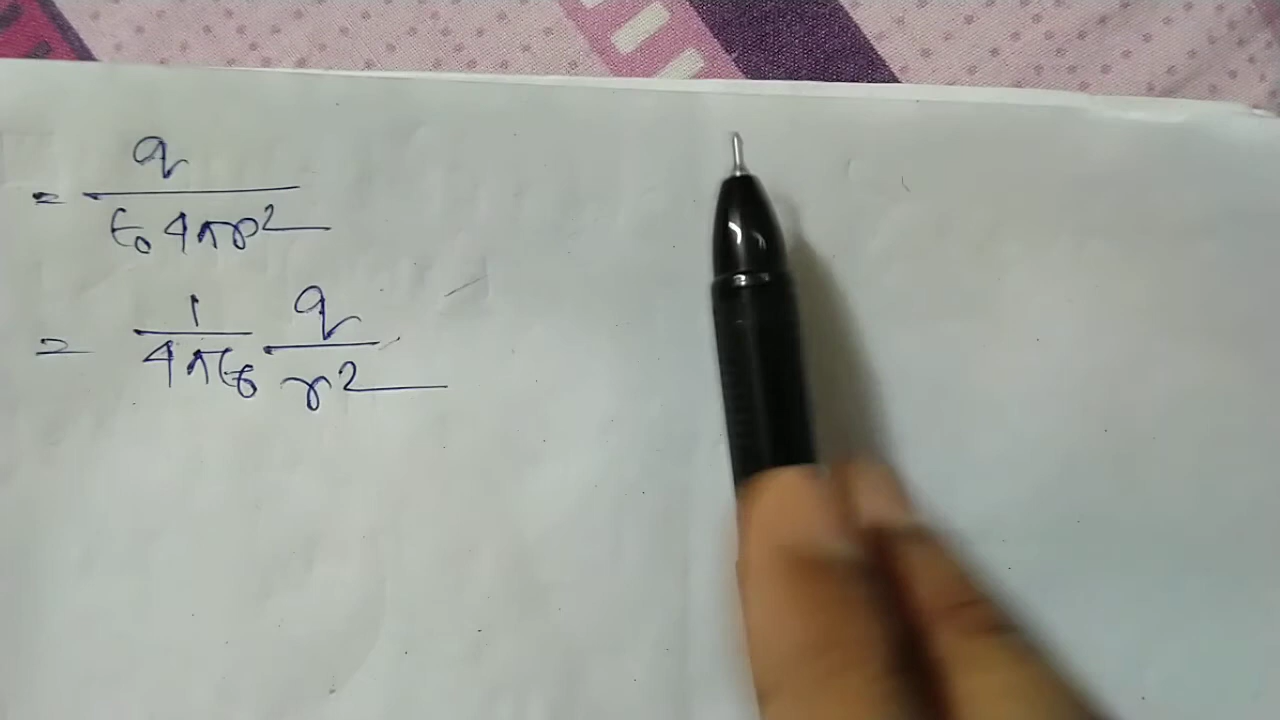 = q / ϵ₀ 4πr²
= 1 / 4πϵ₀ q / r²